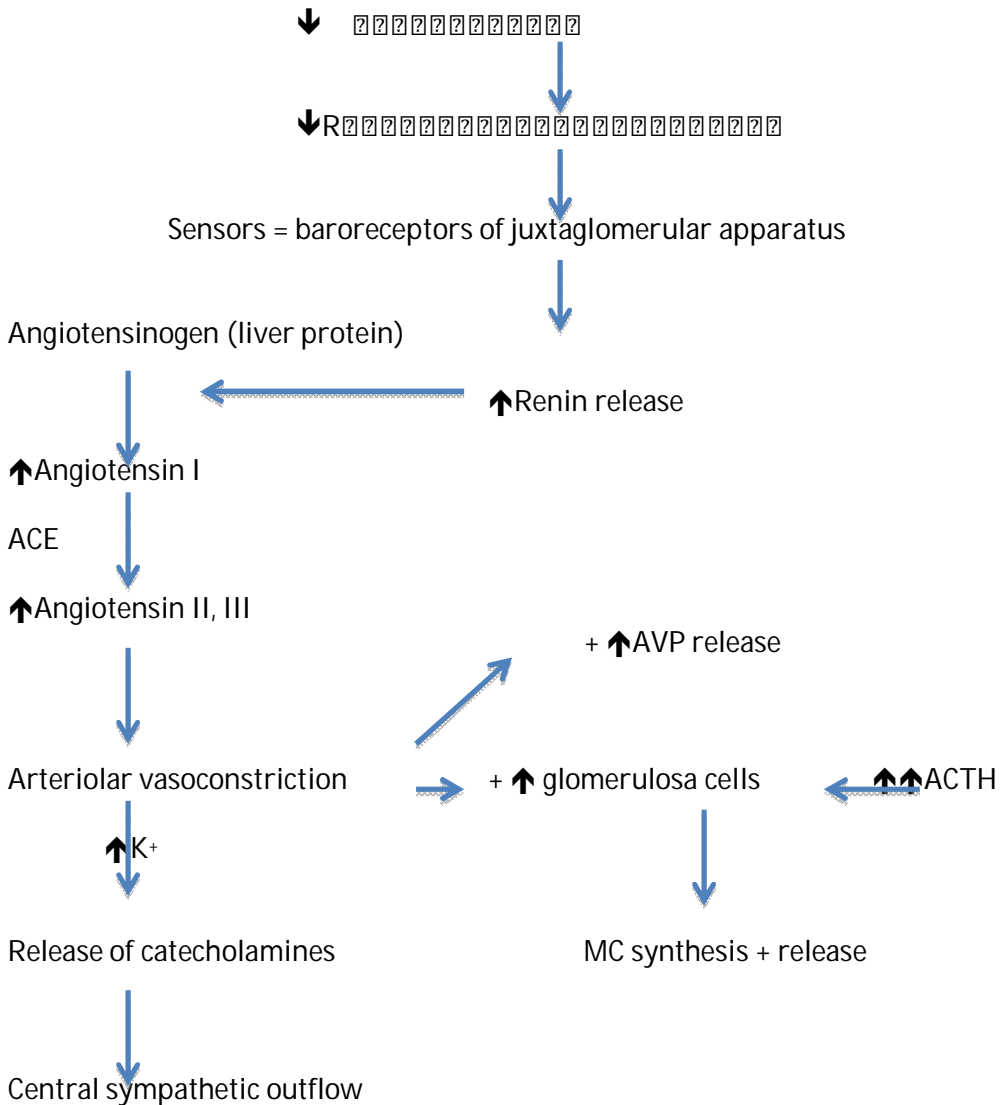 ↓
↓R
Sensors = baroreceptors of juxtaglomerular apparatus
Angiotensinogen (liver protein)
↑Renin release
↑Angiotensin I
ACE
↑Angiotensin II, III
+ ↑AVP release
Arteriolar vasoconstriction
+ ↑ glomerulosa cells
↑↑ACTH
↑K⁺
Release of catecholamines
MC synthesis + release
Central sympathetic outflow